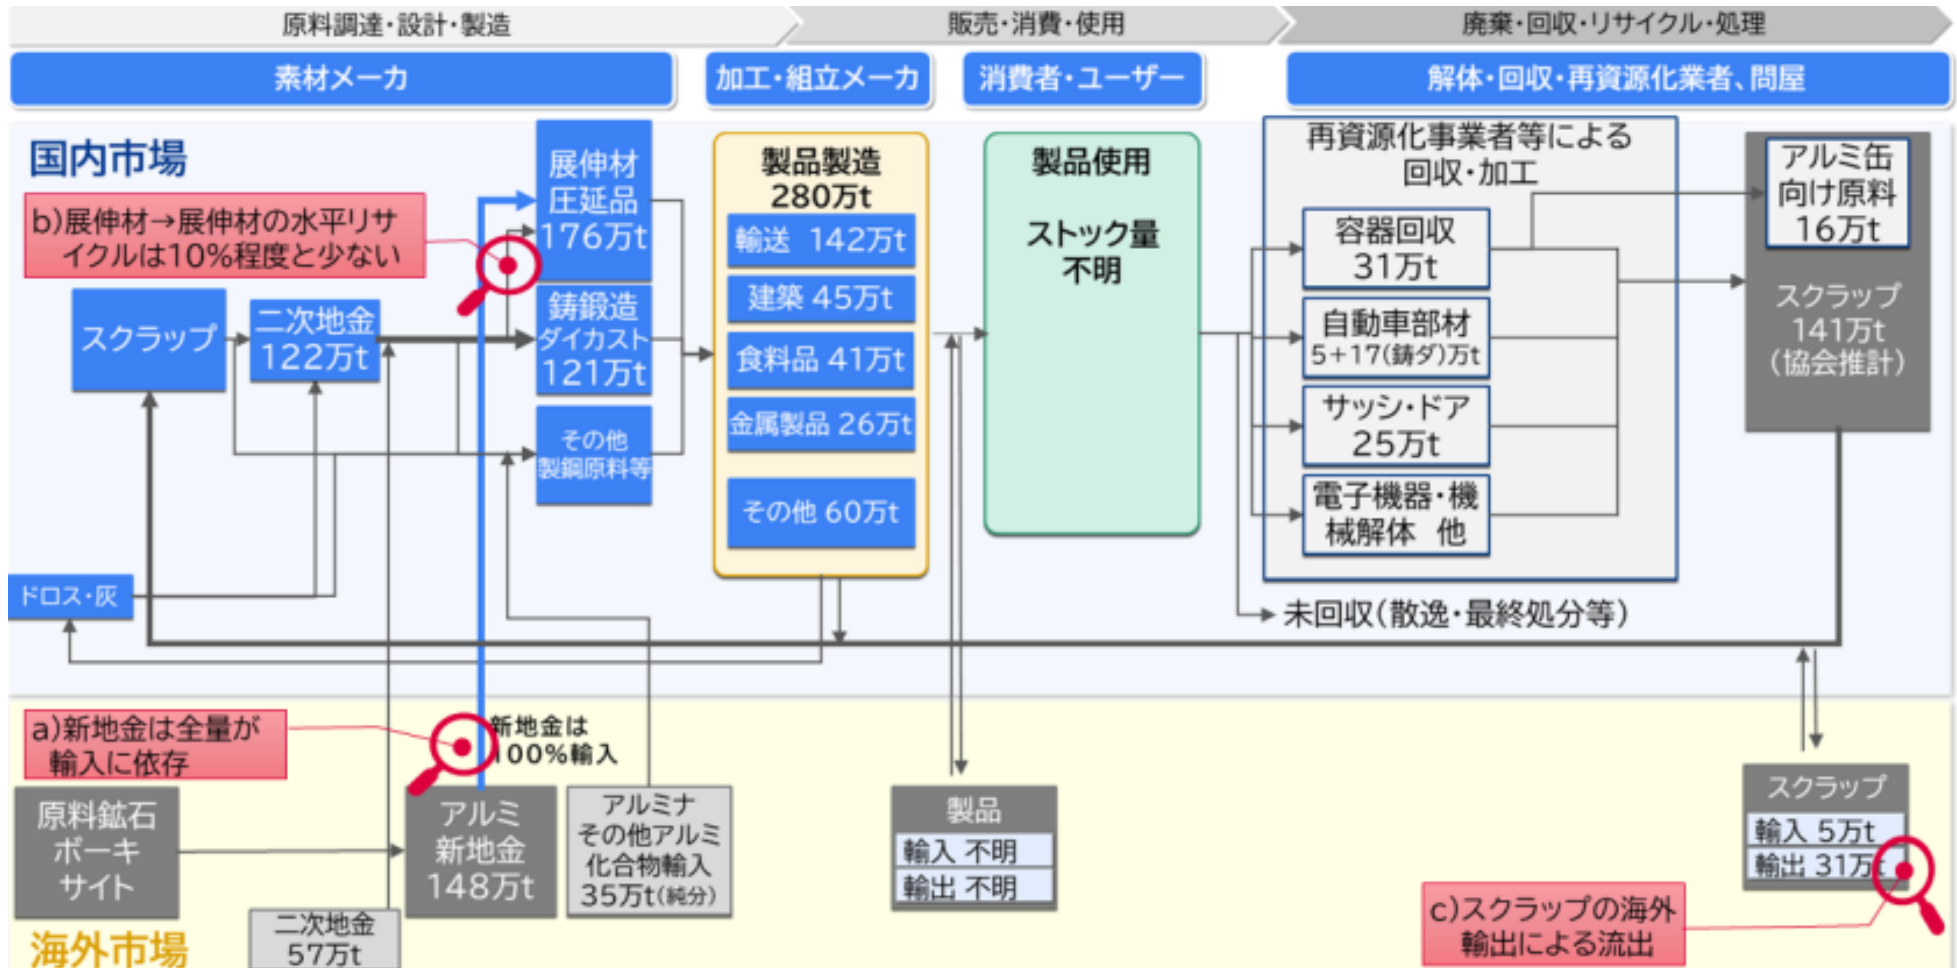 原料調達・設計・製造
販売・消費・使用
廃棄・回収・リサイクル・処理
素材メーカ
加工・組立メーカ
消費者・ユーザー
解体・回収・再資源化業者、問屋
国内市場
b)展伸材→展伸材の水平リサ
イクルは10%程度と少ない
スクラップ
二次地金
122万t
展伸材
圧延品
176万t
鋳鍛造
ダイカスト
121万t
その他
製鋼原料等
ドロス・灰
製品製造
280万t
輸送 142万t
建築 45万t
食料品 41万t
金属製品 26万t
その他 60万t
製品使用
ストック量
不明
再資源化事業者等による
回収・加工
容器回収
31万t
自動車部材
5+17(鋳ダ)万t
サッシ・ドア
25万t
電子機器・機
械解体 他
未回収(散逸・最終処分等)
アルミ缶
向け原料
16万t
スクラップ
141万t
(協会推計)
a)新地金は全量が
輸入に依存
新地金は
100%輸入
原料鉱石
ボーキ
サイト
アルミ
新地金
148万t
アルミナ
その他アルミ
化合物輸入
35万t(純分)
製品
輸入 不明
輸出 不明
スクラップ
輸入 5万t
輸出 31万t
c)スクラップの海外
輸出による流出
二次地金
57万t
海外市場